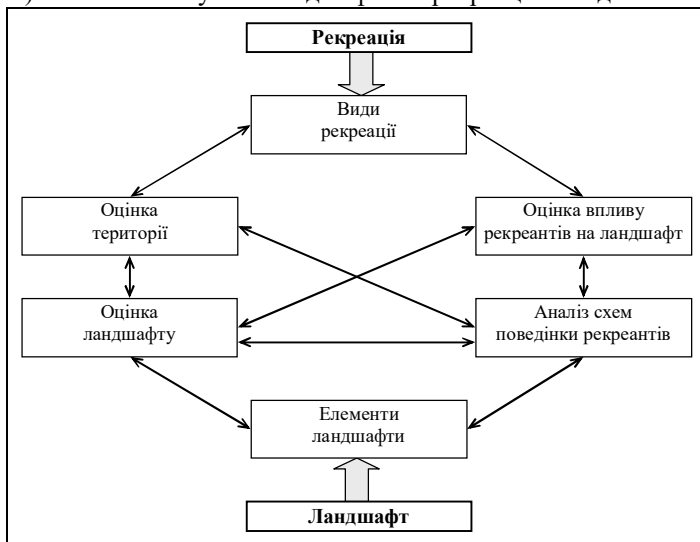 Рекреація
Види
рекреації
Оцінка
території
Оцінка впливу
рекреантів на ландшафт
Оцінка
ландшафту
Аналіз схем
поведінки рекреантів
Елементи
ландшафти
Ландшафт